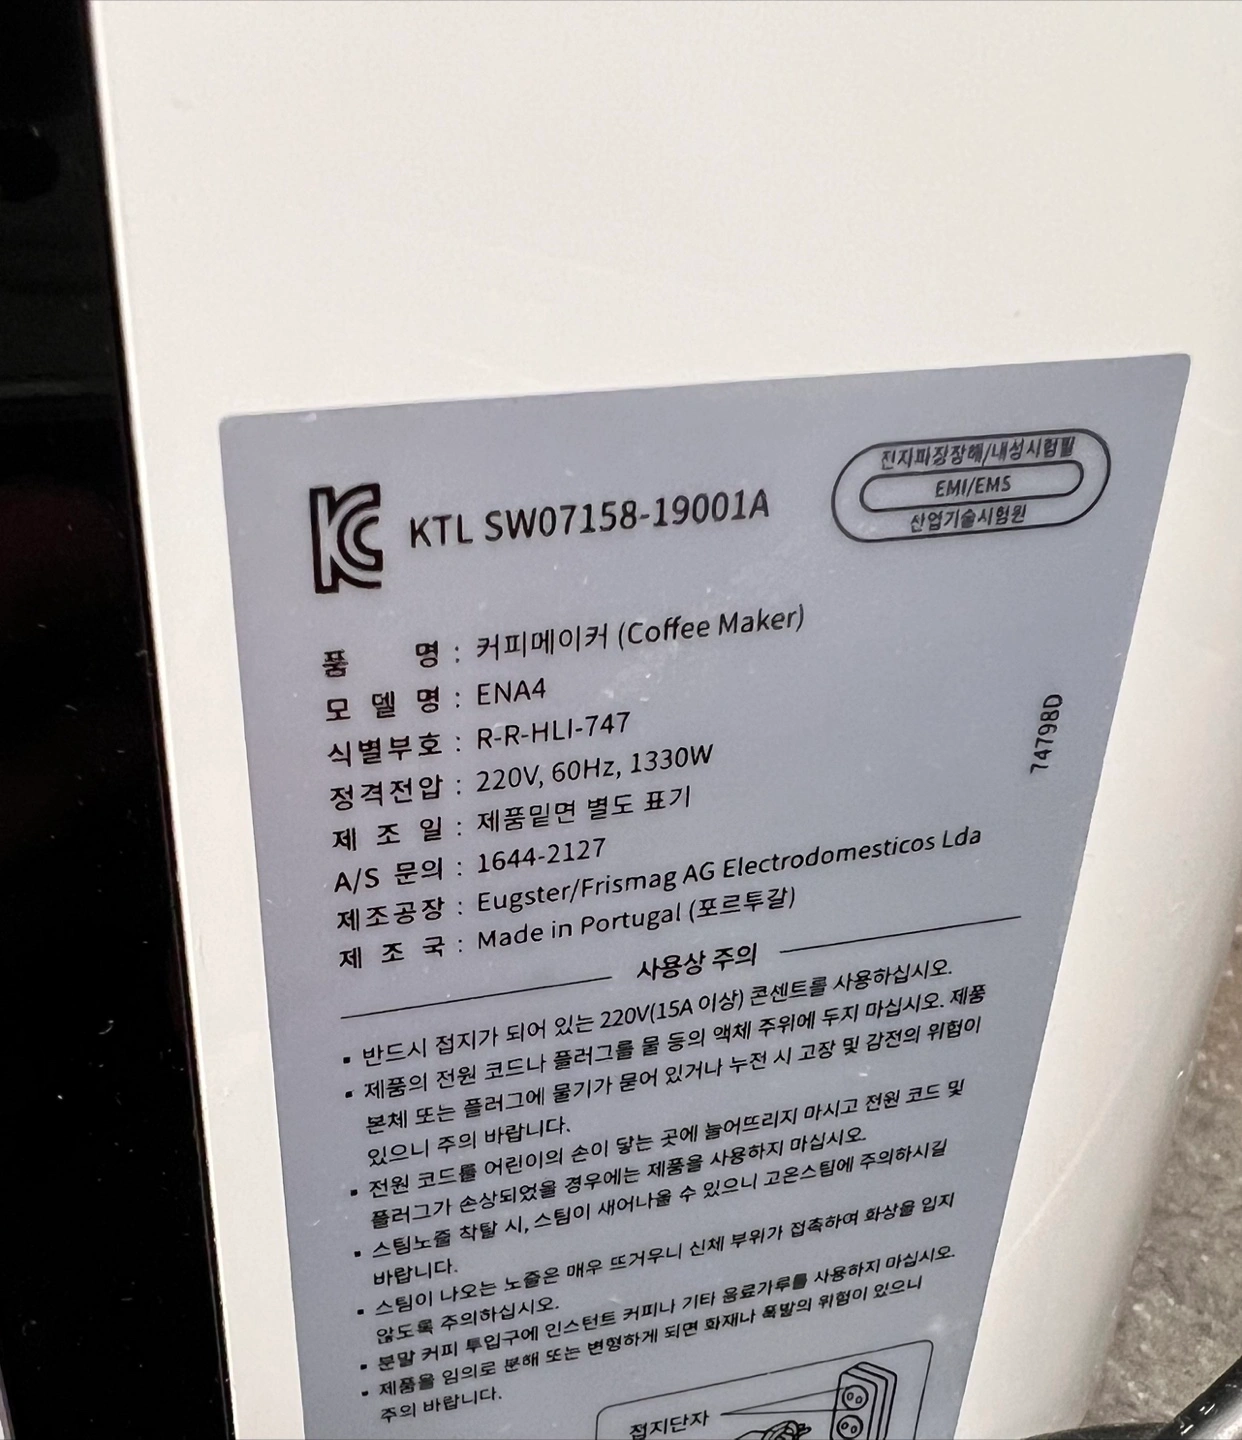 KC KTL SW07158-19001A
전자파장장해/내성시험필
EMI/EMS
산업기술시험원
품 명 : 커피메이커 (Coffee Maker)
모 델 명 : ENA4
식별부호 : R-R-HLI-747
정격전압 : 220V, 60Hz, 1330W
제 조 일 : 제품밑면 별도 표기
A/S 문의 : 1644-2127
제조공장 : Eugster/Frismag AG Electrodomesticos Lda
제 조 국 : Made in Portugal (포르투갈)
74798D
사용상 주의
▪ 반드시 접지가 되어 있는 220V(15A 이상) 콘센트를 사용하십시오.
▪ 제품의 전원 코드나 플러그를 물 등의 액체 주위에 두지 마십시오. 제품
본체 또는 플러그에 물기가 묻어 있거나 누전 시 고장 및 감전의 위험이
있으니 주의 바랍니다.
▪ 전원 코드를 어린이의 손이 닿는 곳에 늘어뜨리지 마시고 전원 코드 및
플러그가 손상되었을 경우에는 제품을 사용하지 마십시오.
▪ 스팀노즐 착탈 시, 스팀이 새어나올 수 있으니 고온스팀에 주의하시길
바랍니다.
▪ 스팀이 나오는 노즐은 매우 뜨거우니 신체 부위가 접촉하여 화상을 입지
않도록 주의하십시오.
▪ 분말 커피 투입구에 인스턴트 커피나 기타 음료가루를 사용하지 마십시오.
▪ 제품을 임의로 분해 또는 변형하게 되면 화재나 폭발의 위험이 있으니
주의 바랍니다.
접지단자